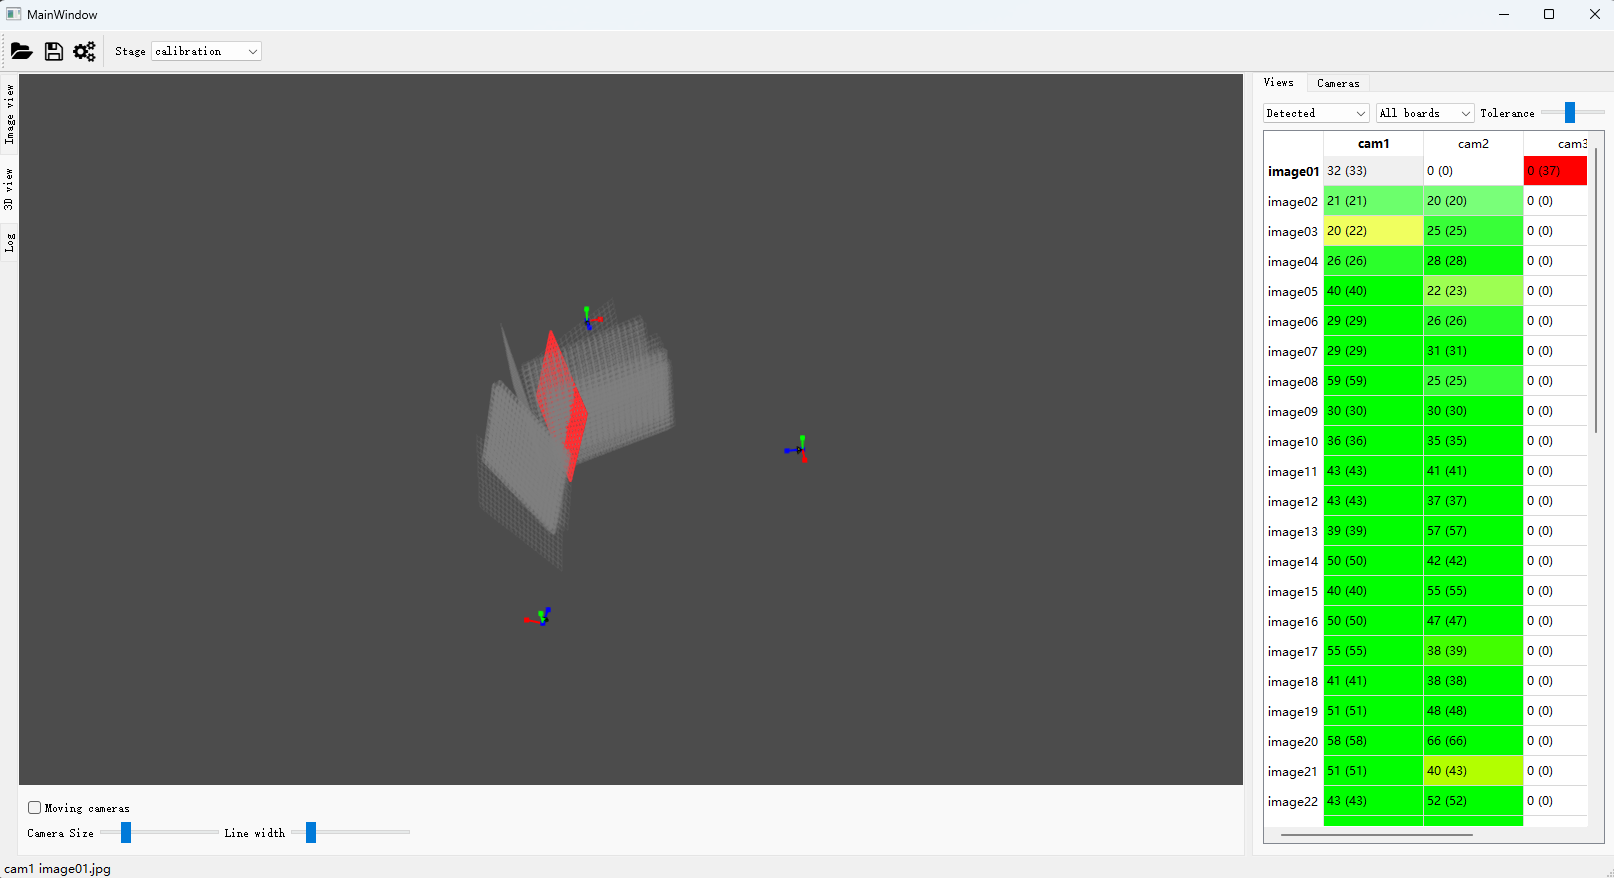 MainWindow
Stage calibration
Image view
3D view
Log
Views Cameras
Detected All boards Tolerance
cam1 cam2 cam3
image01 32 (33) 0 (0) 0 (37)
image02 21 (21) 20 (20) 0 (0)
image03 20 (22) 25 (25) 0 (0)
image04 26 (26) 28 (28) 0 (0)
image05 40 (40) 22 (23) 0 (0)
image06 29 (29) 26 (26) 0 (0)
image07 29 (29) 31 (31) 0 (0)
image08 59 (59) 25 (25) 0 (0)
image09 30 (30) 30 (30) 0 (0)
image10 36 (36) 35 (35) 0 (0)
image11 43 (43) 41 (41) 0 (0)
image12 43 (43) 37 (37) 0 (0)
image13 39 (39) 57 (57) 0 (0)
image14 50 (50) 42 (42) 0 (0)
image15 40 (40) 55 (55) 0 (0)
image16 50 (50) 47 (47) 0 (0)
image17 55 (55) 38 (39) 0 (0)
image18 41 (41) 38 (38) 0 (0)
image19 51 (51) 48 (48) 0 (0)
image20 58 (58) 66 (66) 0 (0)
image21 51 (51) 40 (43) 0 (0)
image22 43 (43) 52 (52) 0 (0)
Moving cameras
Camera Size Line width
cam1 image01.jpg